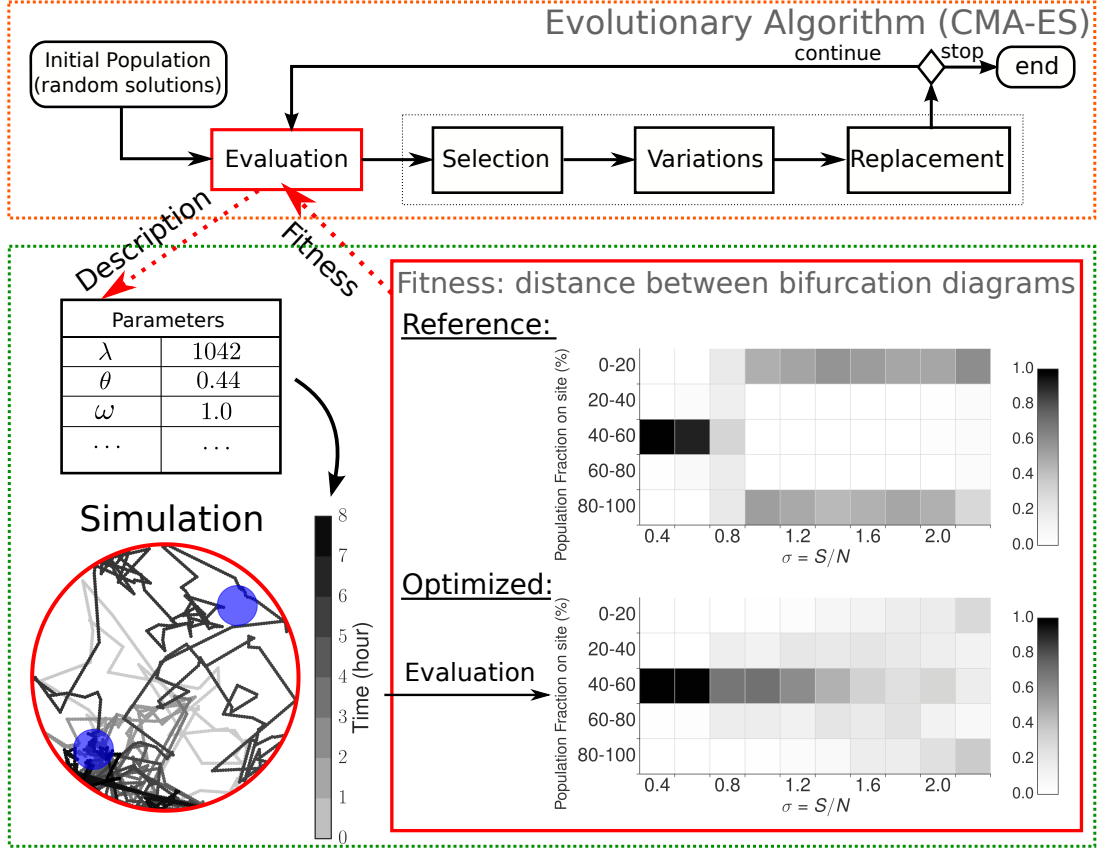 Evolutionary Algorithm (CMA-ES)
Initial Population
(random solutions)
continue
stop
end
Evaluation
Selection
Variations
Replacement
Description
Fitness
Parameters
λ 1042
θ 0.44
ω 1.0
... ...
Simulation
8
7
6
5
4
3
2
1
0
Time (hour)
Evaluation
Fitness: distance between bifurcation diagrams
Reference:
Population Fraction on site (%)
0-20
20-40
40-60
60-80
80-100
0.4 0.8 1.2 1.6 2.0
σ = S/N
1.0
0.8
0.6
0.4
0.2
0.0
Optimized:
Population Fraction on site (%)
0-20
20-40
40-60
60-80
80-100
0.4 0.8 1.2 1.6 2.0
σ = S/N
1.0
0.8
0.6
0.4
0.2
0.0